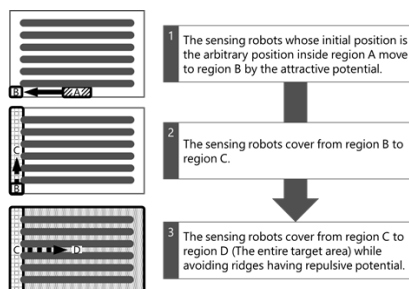 1
The sensing robots whose initial position is
the arbitrary position inside region A move
to region B by the attractive potential.
B
A
2
The sensing robots cover from region B to
region C.
C
B
3
The sensing robots cover from region C to
region D (The entire target area) while
avoiding ridges having repulsive potential.
C
D